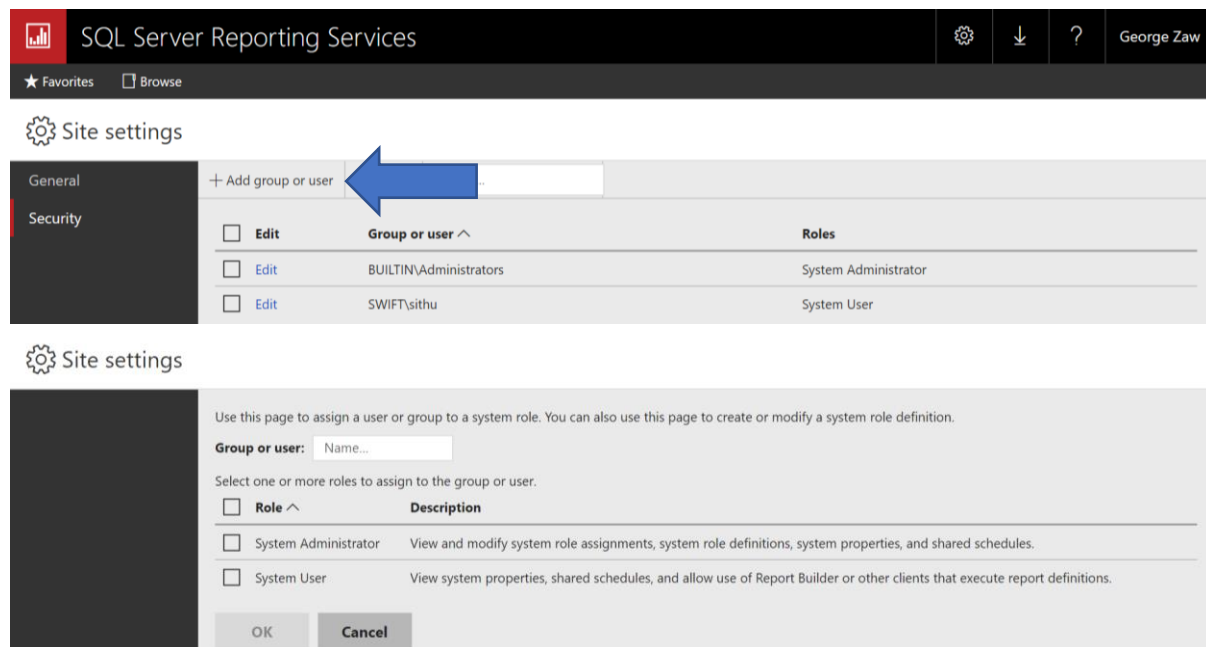 SQL Server Reporting Services
George Zaw
Favorites Browse
Site settings
General
Security
+ Add group or user
...
Edit Group or user Roles
Edit BUILTIN\Administrators System Administrator
Edit SWIFT\sithu System User
Site settings
Use this page to assign a user or group to a system role. You can also use this page to create or modify a system role definition.
Group or user: Name...
Select one or more roles to assign to the group or user.
Role Description
System Administrator View and modify system role assignments, system role definitions, system properties, and shared schedules.
System User View system properties, shared schedules, and allow use of Report Builder or other clients that execute report definitions.
OK Cancel